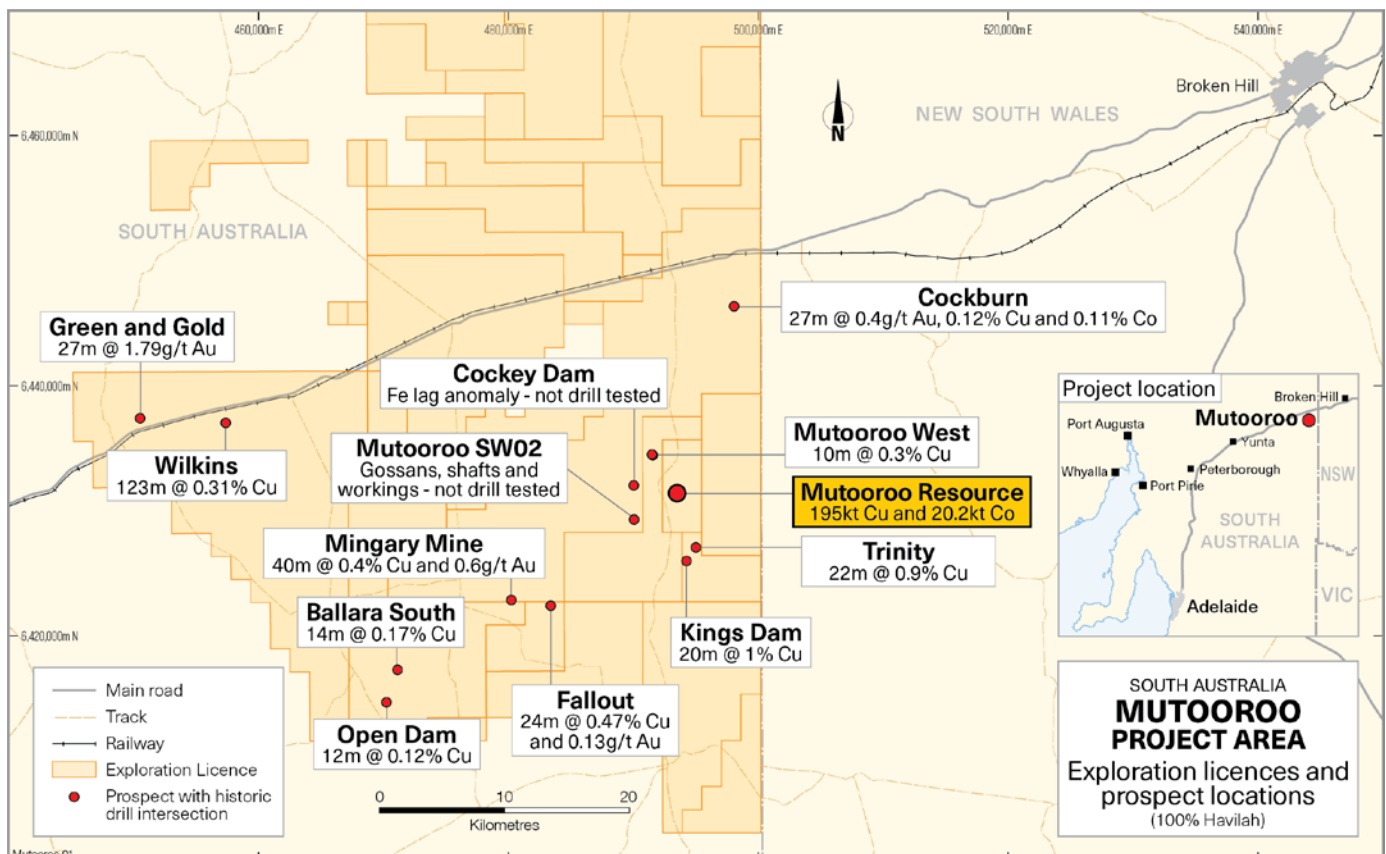 460,000m E
480,000m E
500,000m E
520,000m E
540,000m E
6,460,000m N
6,440,000m N
6,420,000m N
Broken Hill
NEW SOUTH WALES
SOUTH AUSTRALIA
N
Green and Gold
27m @ 1.79g/t Au
Wilkins
123m @ 0.31% Cu
Cockburn
27m @ 0.4g/t Au, 0.12% Cu and 0.11% Co
Cockey Dam
Fe lag anomaly - not drill tested
Mutooroo SW02
Gossans, shafts and
workings - not drill tested
Mutooroo West
10m @ 0.3% Cu
Mutooroo Resource
195kt Cu and 20.2kt Co
Trinity
22m @ 0.9% Cu
Mingary Mine
40m @ 0.4% Cu and 0.6g/t Au
Ballara South
14m @ 0.17% Cu
Kings Dam
20m @ 1% Cu
Fallout
24m @ 0.47% Cu
and 0.13g/t Au
Open Dam
12m @ 0.12% Cu
Main road
Track
Railway
Exploration Licence
Prospect with historic
drill intersection
0 10 20
Kilometres
Project location
Broken Hill
Mutooroo
Port Augusta
Yunta
Whyalla
Peterborough
Port Pirie
NSW
SOUTH
AUSTRALIA
VIC
Adelaide
SOUTH AUSTRALIA
MUTOOROO
PROJECT AREA
Exploration licences and
prospect locations
(100% Havilah)